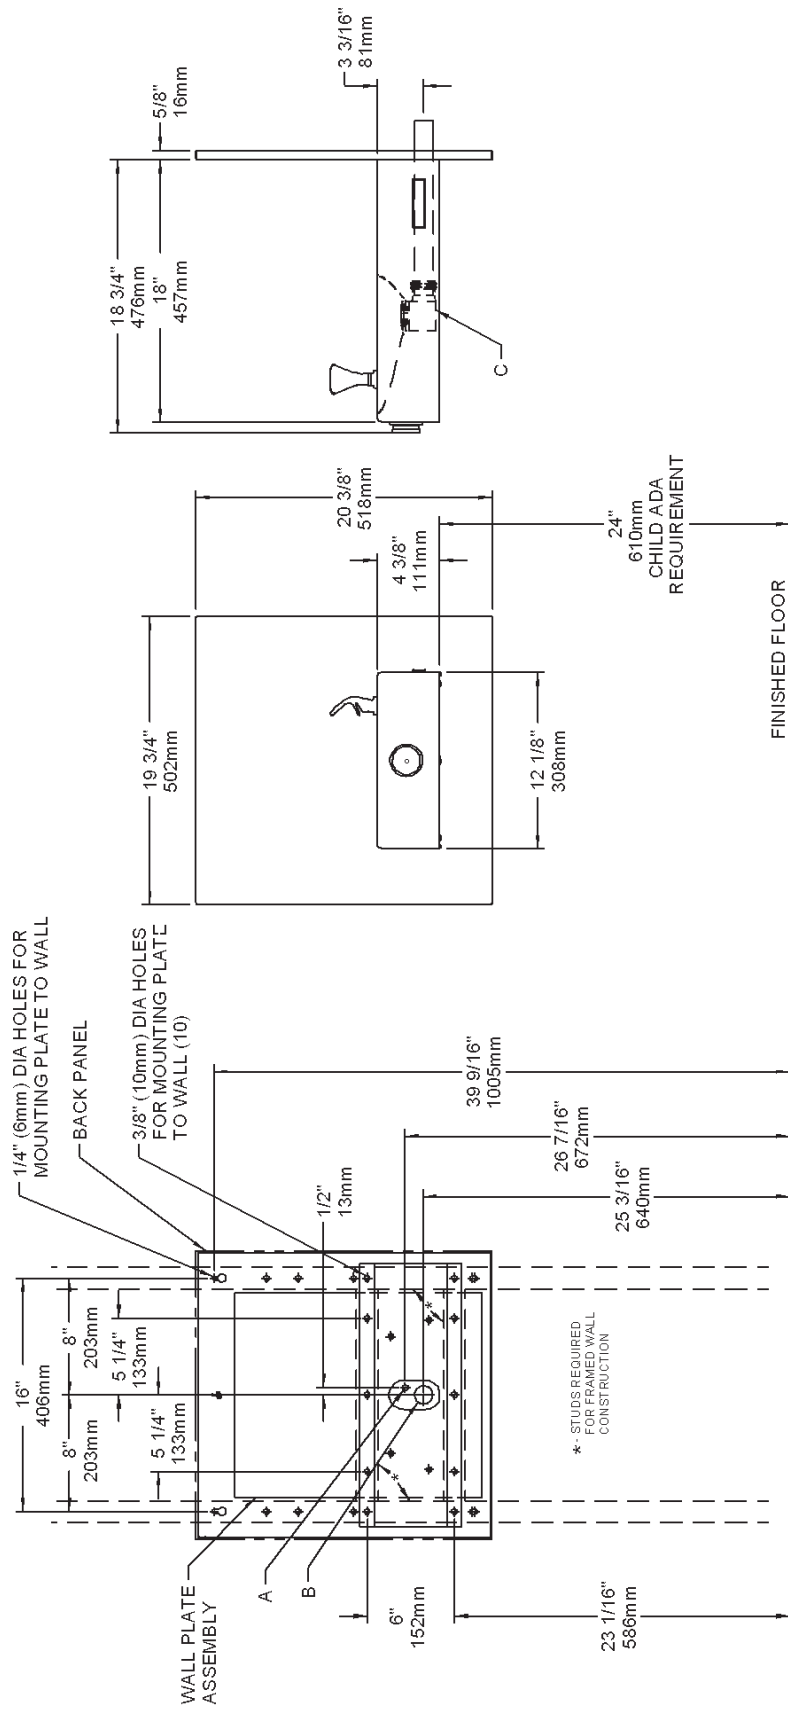 1/4" (6mm) DIA HOLES FOR
MOUNTING PLATE TO WALL
BACK PANEL
3/8" (10mm) DIA HOLES
FOR MOUNTING PLATE
TO WALL (10)
16"
406mm
8"
203mm
8"
203mm
5 1/4"
133mm
5 1/4"
133mm
1/2"
13mm
WALL PLATE
ASSEMBLY
A
B
*
*
6"
152mm
23 1/16"
586mm
* - STUDS REQUIRED
FOR FRAMED WALL
CONSTRUCTION
25 3/16"
640mm
26 7/16"
672mm
39 9/16"
1005mm
19 3/4"
502mm
20 3/8"
518mm
4 3/8"
111mm
12 1/8"
308mm
24"
610mm
CHILD ADA
REQUIREMENT
FINISHED FLOOR
18 3/4"
476mm
18"
457mm
5/8"
16mm
3 3/16"
81mm
C